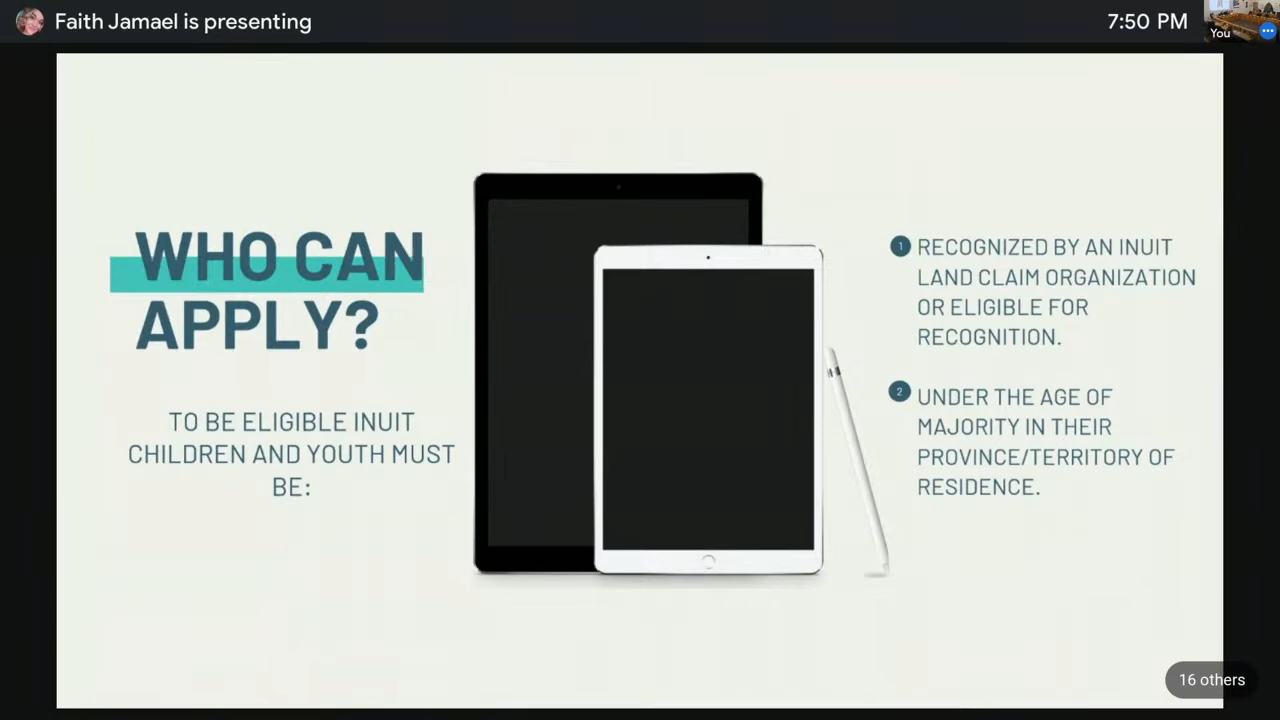 Faith Jamael is presenting
7:50 PM
You
WHO CAN
APPLY?
TO BE ELIGIBLE INUIT
CHILDREN AND YOUTH MUST
BE:
1 RECOGNIZED BY AN INUIT
LAND CLAIM ORGANIZATION
OR ELIGIBLE FOR
RECOGNITION.
2 UNDER THE AGE OF
MAJORITY IN THEIR
PROVINCE/TERRITORY OF
RESIDENCE.
16 others